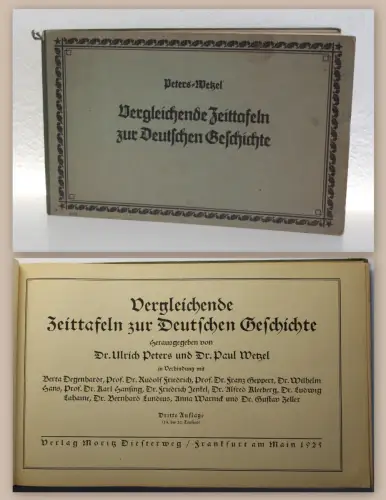 Peters-Wetzel
Vergleichende Zeittafeln
zur Deutschen Geschichte
Vergleichende
Zeittafeln zur Deutschen Geschichte
Herausgegeben von
Dr. Ulrich Peters und Dr. Paul Wetzel
in Verbindung mit
Berta Degenhardt, Prof. Dr. Rudolf Friedrich, Prof. Dr. Franz Geppert, Dr. Wilhelm
Hans, Prof. Dr. Karl Hansing, Dr. Friedrich Jenkel, Dr. Alfred Kleeberg, Dr. Ludwig
Lahaine, Dr. Bernhard Lundius, Anna Warnick und Dr. Gustav Zeller
Dritte Auflage
Verlag Moritz Diesterweg / Frankfurt am Main 1925